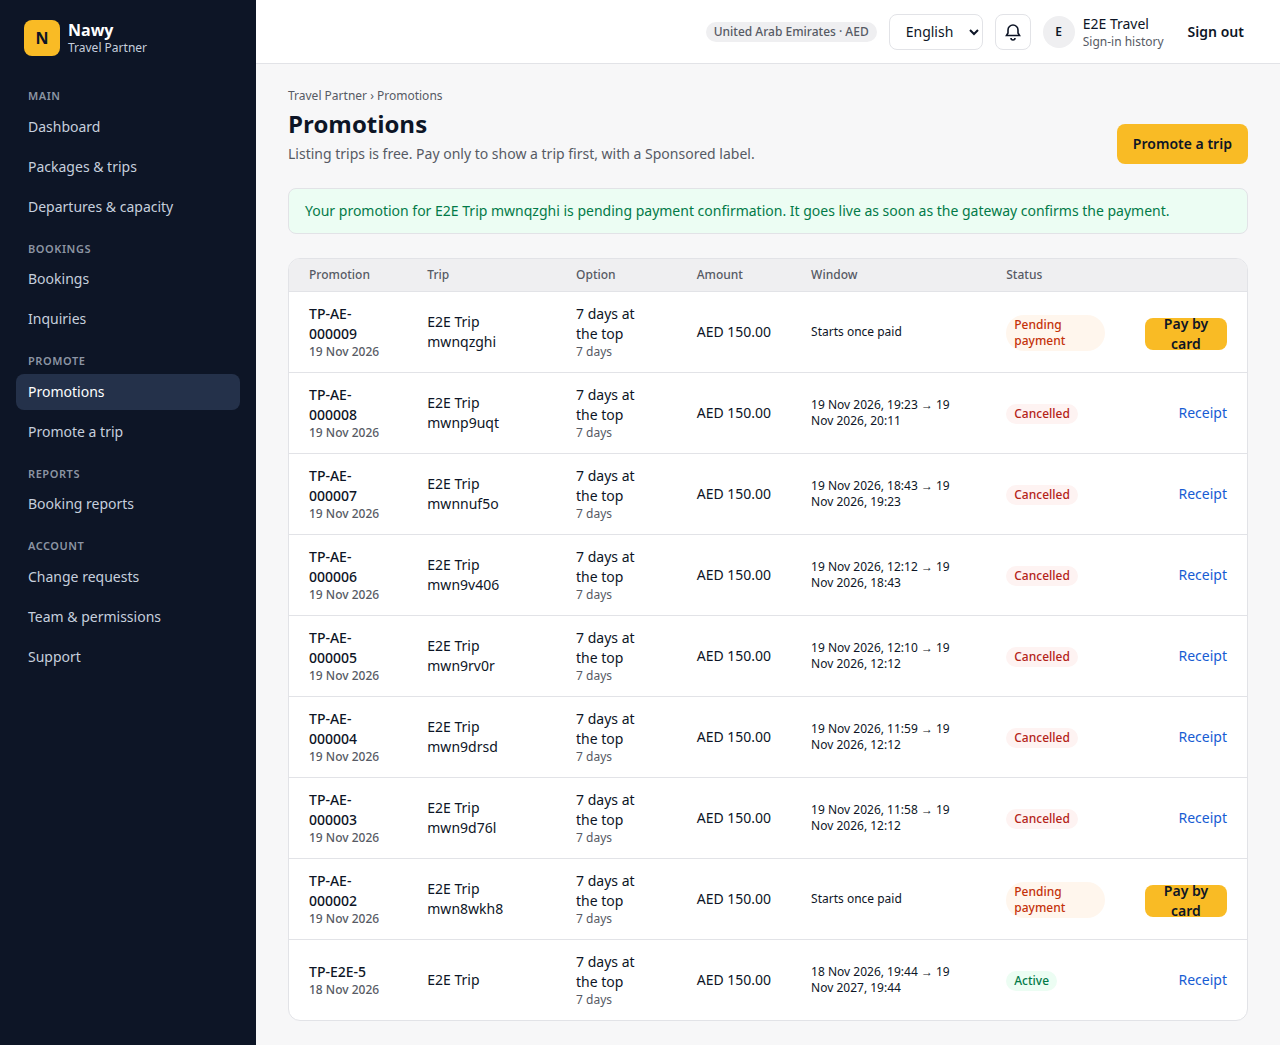 N
Nawy
Travel Partner
MAIN
Dashboard
Packages & trips
Departures & capacity
BOOKINGS
Bookings
Inquiries
PROMOTE
Promotions
Promote a trip
REPORTS
Booking reports
ACCOUNT
Change requests
Team & permissions
Support
United Arab Emirates · AED
English
E
E2E Travel
Sign-in history
Sign out
Travel Partner › Promotions
Promotions
Listing trips is free. Pay only to show a trip first, with a Sponsored label.
Promote a trip
Your promotion for E2E Trip mwnqzghi is pending payment confirmation. It goes live as soon as the gateway confirms the payment.
Promotion Trip Option Amount Window Status
TP-AE-
000009
19 Nov 2026
E2E Trip
mwnqzghi
7 days at
the top
7 days
AED 150.00
Starts once paid
Pending
payment
Pay by
card
TP-AE-
000008
19 Nov 2026
E2E Trip
mwnp9uqt
7 days at
the top
7 days
AED 150.00
19 Nov 2026, 19:23 → 19
Nov 2026, 20:11
Cancelled
Receipt
TP-AE-
000007
19 Nov 2026
E2E Trip
mwnnuf5o
7 days at
the top
7 days
AED 150.00
19 Nov 2026, 18:43 → 19
Nov 2026, 19:23
Cancelled
Receipt
TP-AE-
000006
19 Nov 2026
E2E Trip
mwn9v406
7 days at
the top
7 days
AED 150.00
19 Nov 2026, 12:12 → 19
Nov 2026, 18:43
Cancelled
Receipt
TP-AE-
000005
19 Nov 2026
E2E Trip
mwn9rv0r
7 days at
the top
7 days
AED 150.00
19 Nov 2026, 12:10 → 19
Nov 2026, 12:12
Cancelled
Receipt
TP-AE-
000004
19 Nov 2026
E2E Trip
mwn9drsd
7 days at
the top
7 days
AED 150.00
19 Nov 2026, 11:59 → 19
Nov 2026, 12:12
Cancelled
Receipt
TP-AE-
000003
19 Nov 2026
E2E Trip
mwn9d76l
7 days at
the top
7 days
AED 150.00
19 Nov 2026, 11:58 → 19
Nov 2026, 12:12
Cancelled
Receipt
TP-AE-
000002
19 Nov 2026
E2E Trip
mwn8wkh8
7 days at
the top
7 days
AED 150.00
Starts once paid
Pending
payment
Pay by
card
TP-E2E-5
18 Nov 2026
E2E Trip
7 days at
the top
7 days
AED 150.00
18 Nov 2026, 19:44 → 19
Nov 2027, 19:44
Active
Receipt